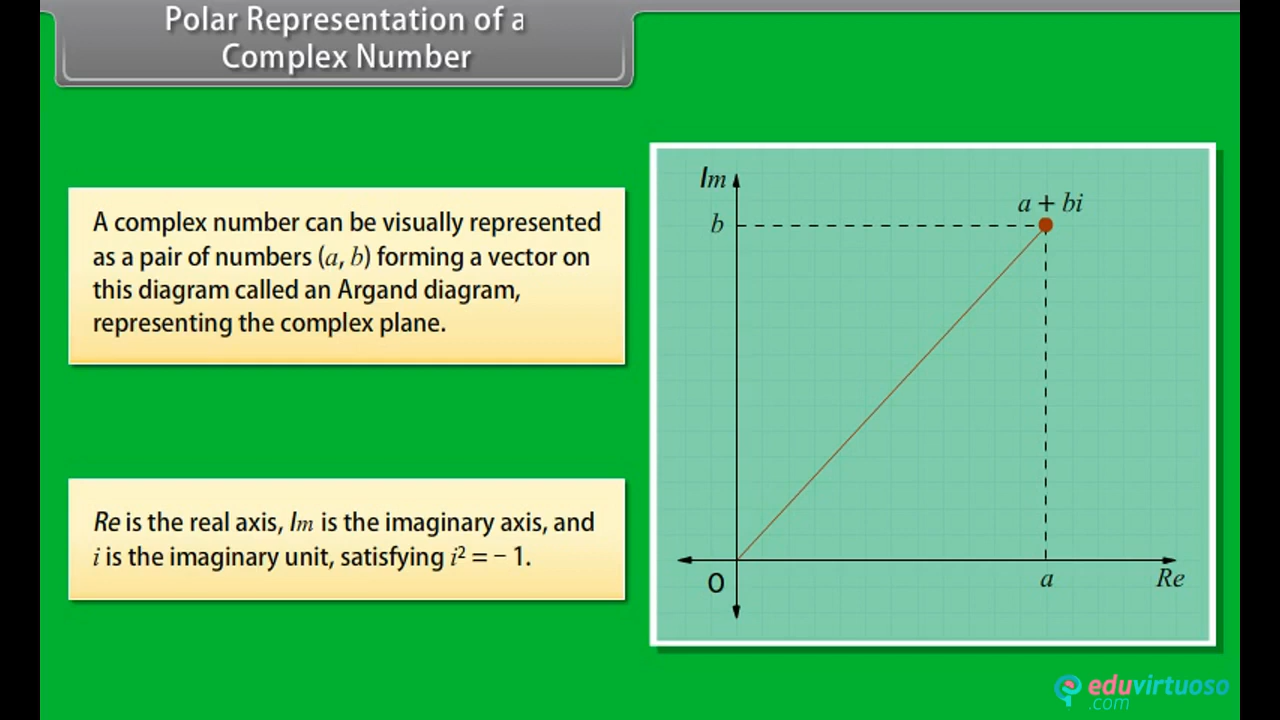 Polar Representation of a
Complex Number
A complex number can be visually represented
as a pair of numbers (a, b) forming a vector on
this diagram called an Argand diagram,
representing the complex plane.
Re is the real axis, Im is the imaginary axis, and
i is the imaginary unit, satisfying i² = − 1.
Im
a + bi
b
O
a
Re
eduvirtuoso
.com